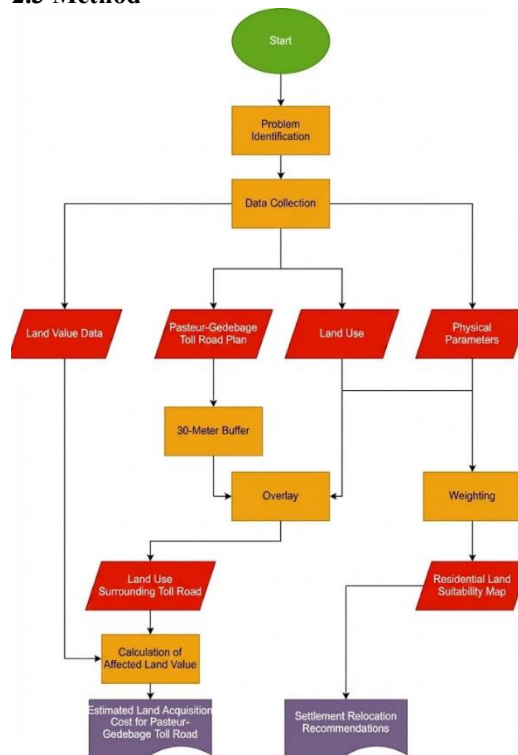 2.3 Method
Start
Problem
Identification
Data Collection
Land Value Data
Pasteur-Gedebage
Toll Road Plan
Land Use
Physical
Parameters
30-Meter Buffer
Overlay
Weighting
Land Use
Surrounding Toll Road
Residential Land
Suitability Map
Calculation of
Affected Land Value
Estimated Land Acquisition
Cost for Pasteur-
Gedebage Toll Road
Settlement Relocation
Recommendations